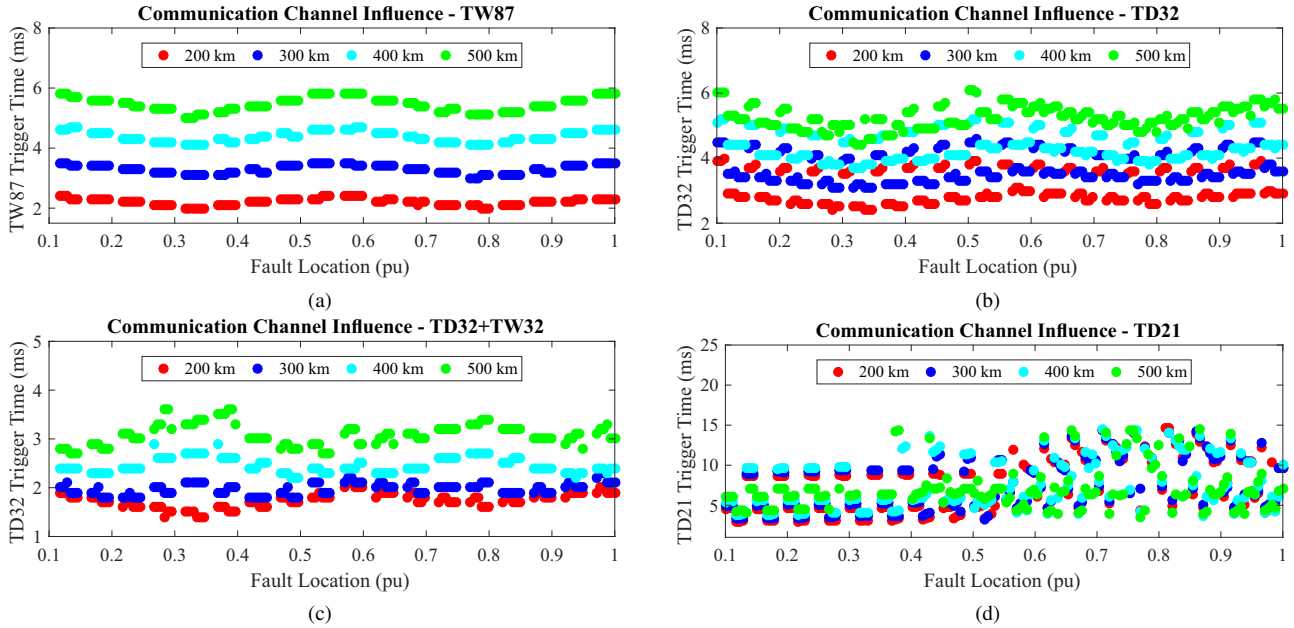 Communication Channel Influence - TW87
TW87 Trigger Time (ms)
8
6
4
2
200 km 300 km 400 km 500 km
0.1 0.2 0.3 0.4 0.5 0.6 0.7 0.8 0.9 1
Fault Location (pu)
(a)
Communication Channel Influence - TD32
TD32 Trigger Time (ms)
8
6
4
2
200 km 300 km 400 km 500 km
0.1 0.2 0.3 0.4 0.5 0.6 0.7 0.8 0.9 1
Fault Location (pu)
(b)
Communication Channel Influence - TD32+TW32
TD32 Trigger Time (ms)
5
4
3
2
1
200 km 300 km 400 km 500 km
0.1 0.2 0.3 0.4 0.5 0.6 0.7 0.8 0.9 1
Fault Location (pu)
(c)
Communication Channel Influence - TD21
TD21 Trigger Time (ms)
25
20
15
10
5
200 km 300 km 400 km 500 km
0.1 0.2 0.3 0.4 0.5 0.6 0.7 0.8 0.9 1
Fault Location (pu)
(d)